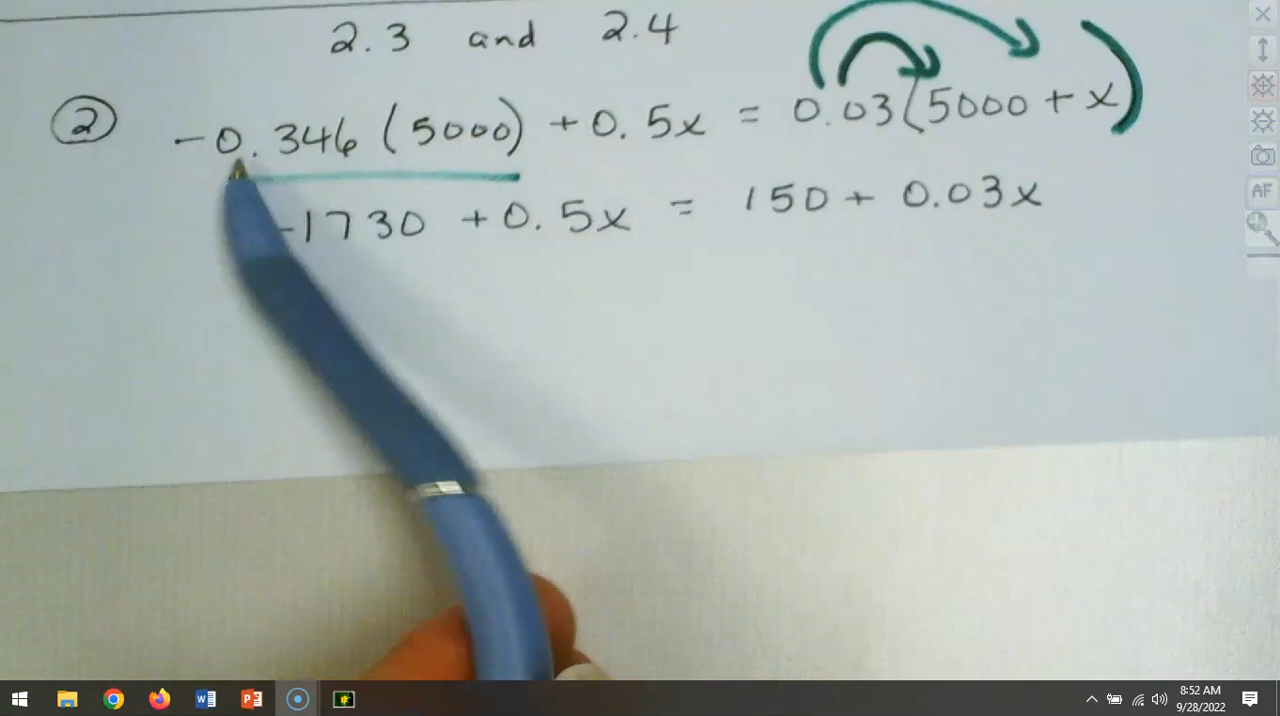 2.3 and 2.4
② -0.346 (5000) + 0.5x = 0.03(5000 + x)
-1730 + 0.5x = 150 + 0.03x
AF
8:52 AM
9/28/2022